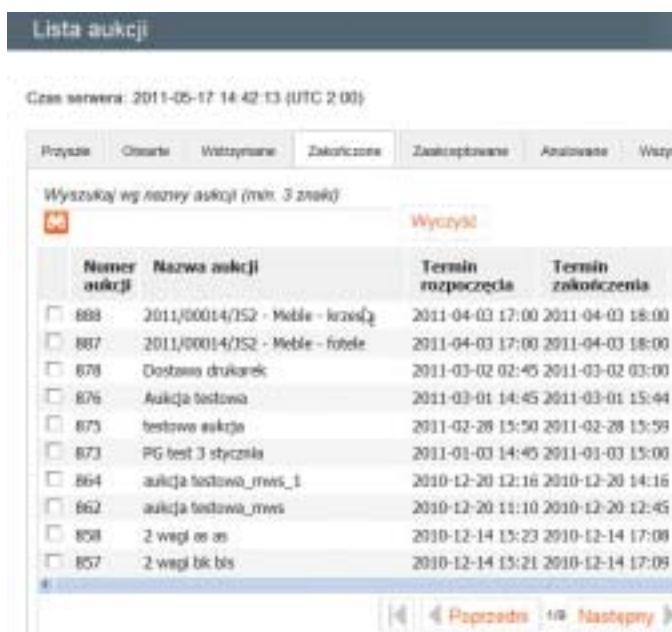 Lista aukcji
Czas serwera: 2011-05-17 14:42:13 (UTC 2:00)
Przyszłe Otwarte Wstrzymane Zakończone Zaakceptowane Anulowane Wszy
Wyszukaj wg nazwy aukcji (min. 3 znaki)
Wyczyść
Numer aukcji Nazwa aukcji Termin rozpoczęcia Termin zakończenia
888 2011/00014/JS2 - Meble - krzesła 2011-04-03 17:00 2011-04-03 18:00
887 2011/00014/JS2 - Meble - fotele 2011-04-03 17:00 2011-04-03 18:00
878 Dostawa drukarek 2011-03-02 02:45 2011-03-02 03:00
876 Aukcja testowa 2011-03-01 14:45 2011-03-01 15:44
875 testowa aukcja 2011-02-28 15:50 2011-02-28 15:59
873 PG test 3 stycznia 2011-01-03 14:45 2011-01-03 15:00
864 aukcja testowa_mws_1 2010-12-20 12:16 2010-12-20 14:16
862 aukcja testowa_mws 2010-12-20 11:10 2010-12-20 12:45
858 2 wagi as as 2010-12-14 15:23 2010-12-14 17:08
857 2 wagi bk bis 2010-12-14 15:21 2010-12-14 17:09
Poprzedni Następny